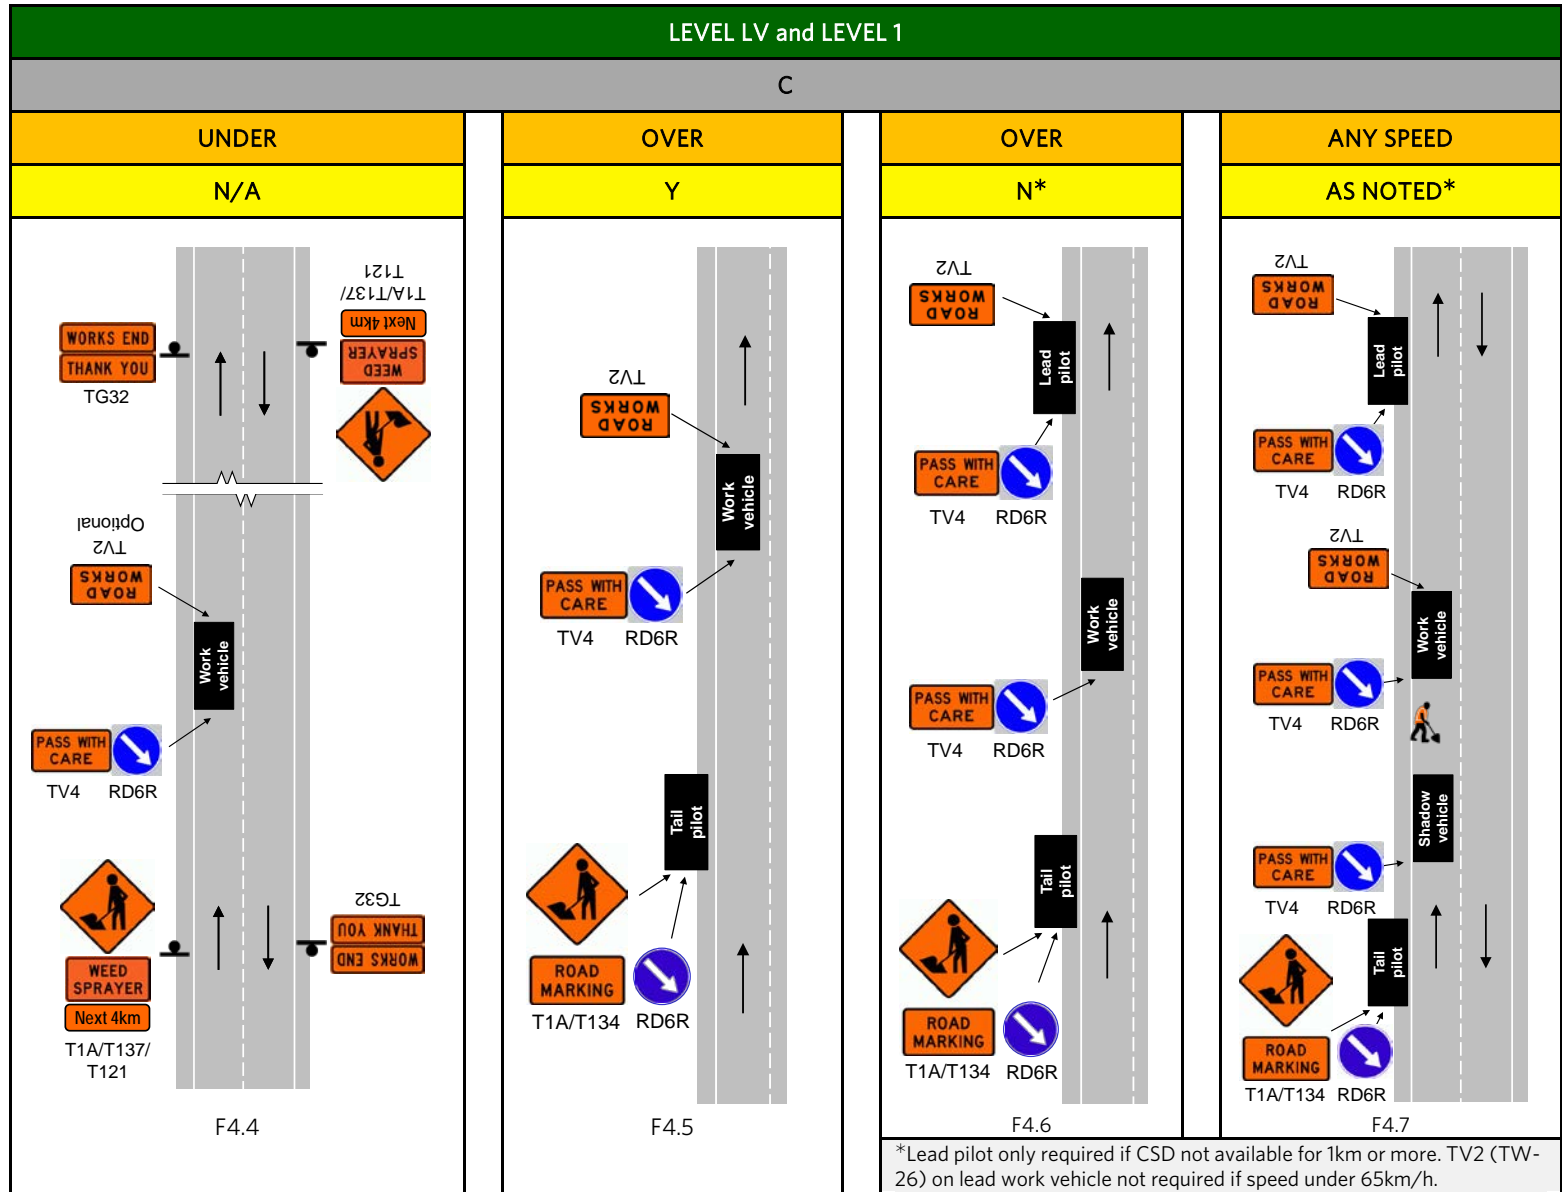 LEVEL LV and LEVEL 1
C
UNDER
N/A
WORKS END
THANK YOU
TG32
T1A/T137/
T121
Next 4km
WEED
SPRAYER
Optional
TV2
ROAD
WORKS
Work
vehicle
PASS WITH
CARE
TV4 RD6R
WEED
SPRAYER
Next 4km
T1A/T137/
T121
TG32
WORKS END
THANK YOU
F4.4
OVER
Y
TV2
ROAD
WORKS
Work
vehicle
PASS WITH
CARE
TV4 RD6R
Tail
pilot
ROAD
MARKING
T1A/T134 RD6R
F4.5
OVER
N*
TV2
ROAD
WORKS
Lead
pilot
PASS WITH
CARE
TV4 RD6R
Work
vehicle
PASS WITH
CARE
TV4 RD6R
Tail
pilot
ROAD
MARKING
T1A/T134 RD6R
F4.6
ANY SPEED
AS NOTED*
TV2
ROAD
WORKS
Lead
pilot
PASS WITH
CARE
TV4 RD6R
TV2
ROAD
WORKS
Work
vehicle
PASS WITH
CARE
TV4 RD6R
Shadow
vehicle
PASS WITH
CARE
TV4 RD6R
Tail
pilot
ROAD
MARKING
T1A/T134 RD6R
F4.7
*Lead pilot only required if CSD not available for 1km or more. TV2 (TW-
26) on lead work vehicle not required if speed under 65km/h.